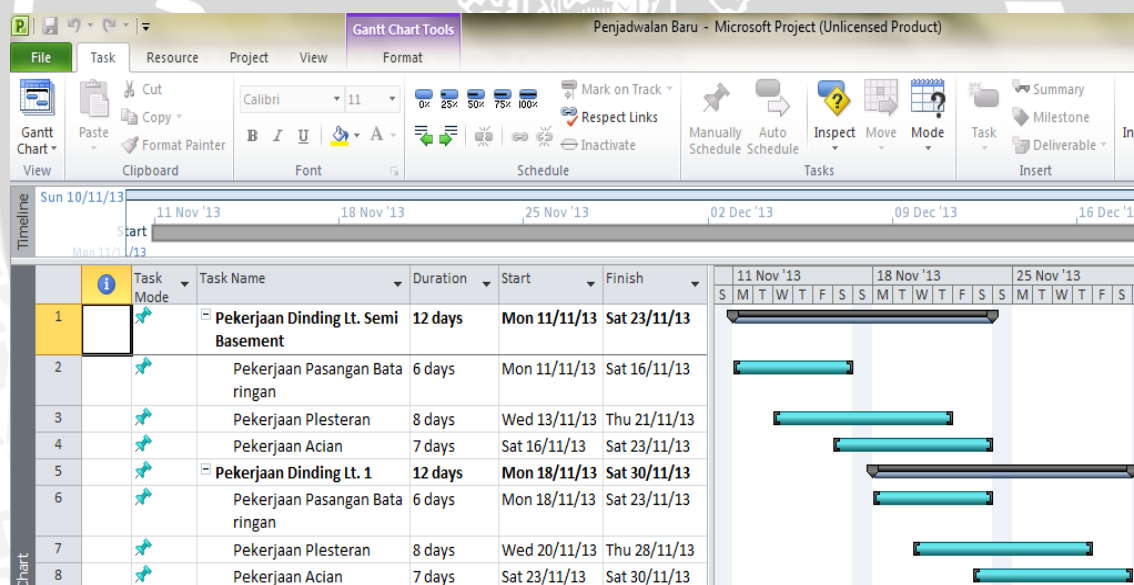 Gantt Chart Tools
Penjadwalan Baru - Microsoft Project (Unlicensed Product)
File Task Resource Project View Format
Cut
Copy
Format Painter
Paste
Calibri 11
B I U A
0% 25% 50% 75% 100%
Mark on Track
Respect Links
Inactivate
Gantt
Chart
Manually
Schedule
Auto
Schedule
Inspect Move Mode
Task
Summary
Milestone
Deliverable
In
View Clipboard Font Schedule Tasks Insert
Timeline
Sun 10/11/13
11 Nov '13 18 Nov '13 25 Nov '13 02 Dec '13 09 Dec '13 16 Dec '1
Start
Mon 11/11/13
Task
Mode
Task Name Duration Start Finish
11 Nov '13 18 Nov '13 25 Nov '13
S M T W T F S S M T W T F S S M T W T F S
1 Pekerjaan Dinding Lt. Semi 12 days Mon 11/11/13 Sat 23/11/13
Basement
2 Pekerjaan Pasangan Bata 6 days Mon 11/11/13 Sat 16/11/13
ringan
3 Pekerjaan Plesteran 8 days Wed 13/11/13 Thu 21/11/13
4 Pekerjaan Acian 7 days Sat 16/11/13 Sat 23/11/13
5 Pekerjaan Dinding Lt. 1 12 days Mon 18/11/13 Sat 30/11/13
6 Pekerjaan Pasangan Bata 6 days Mon 18/11/13 Sat 23/11/13
ringan
7 Pekerjaan Plesteran 8 days Wed 20/11/13 Thu 28/11/13
8 Pekerjaan Acian 7 days Sat 23/11/13 Sat 30/11/13